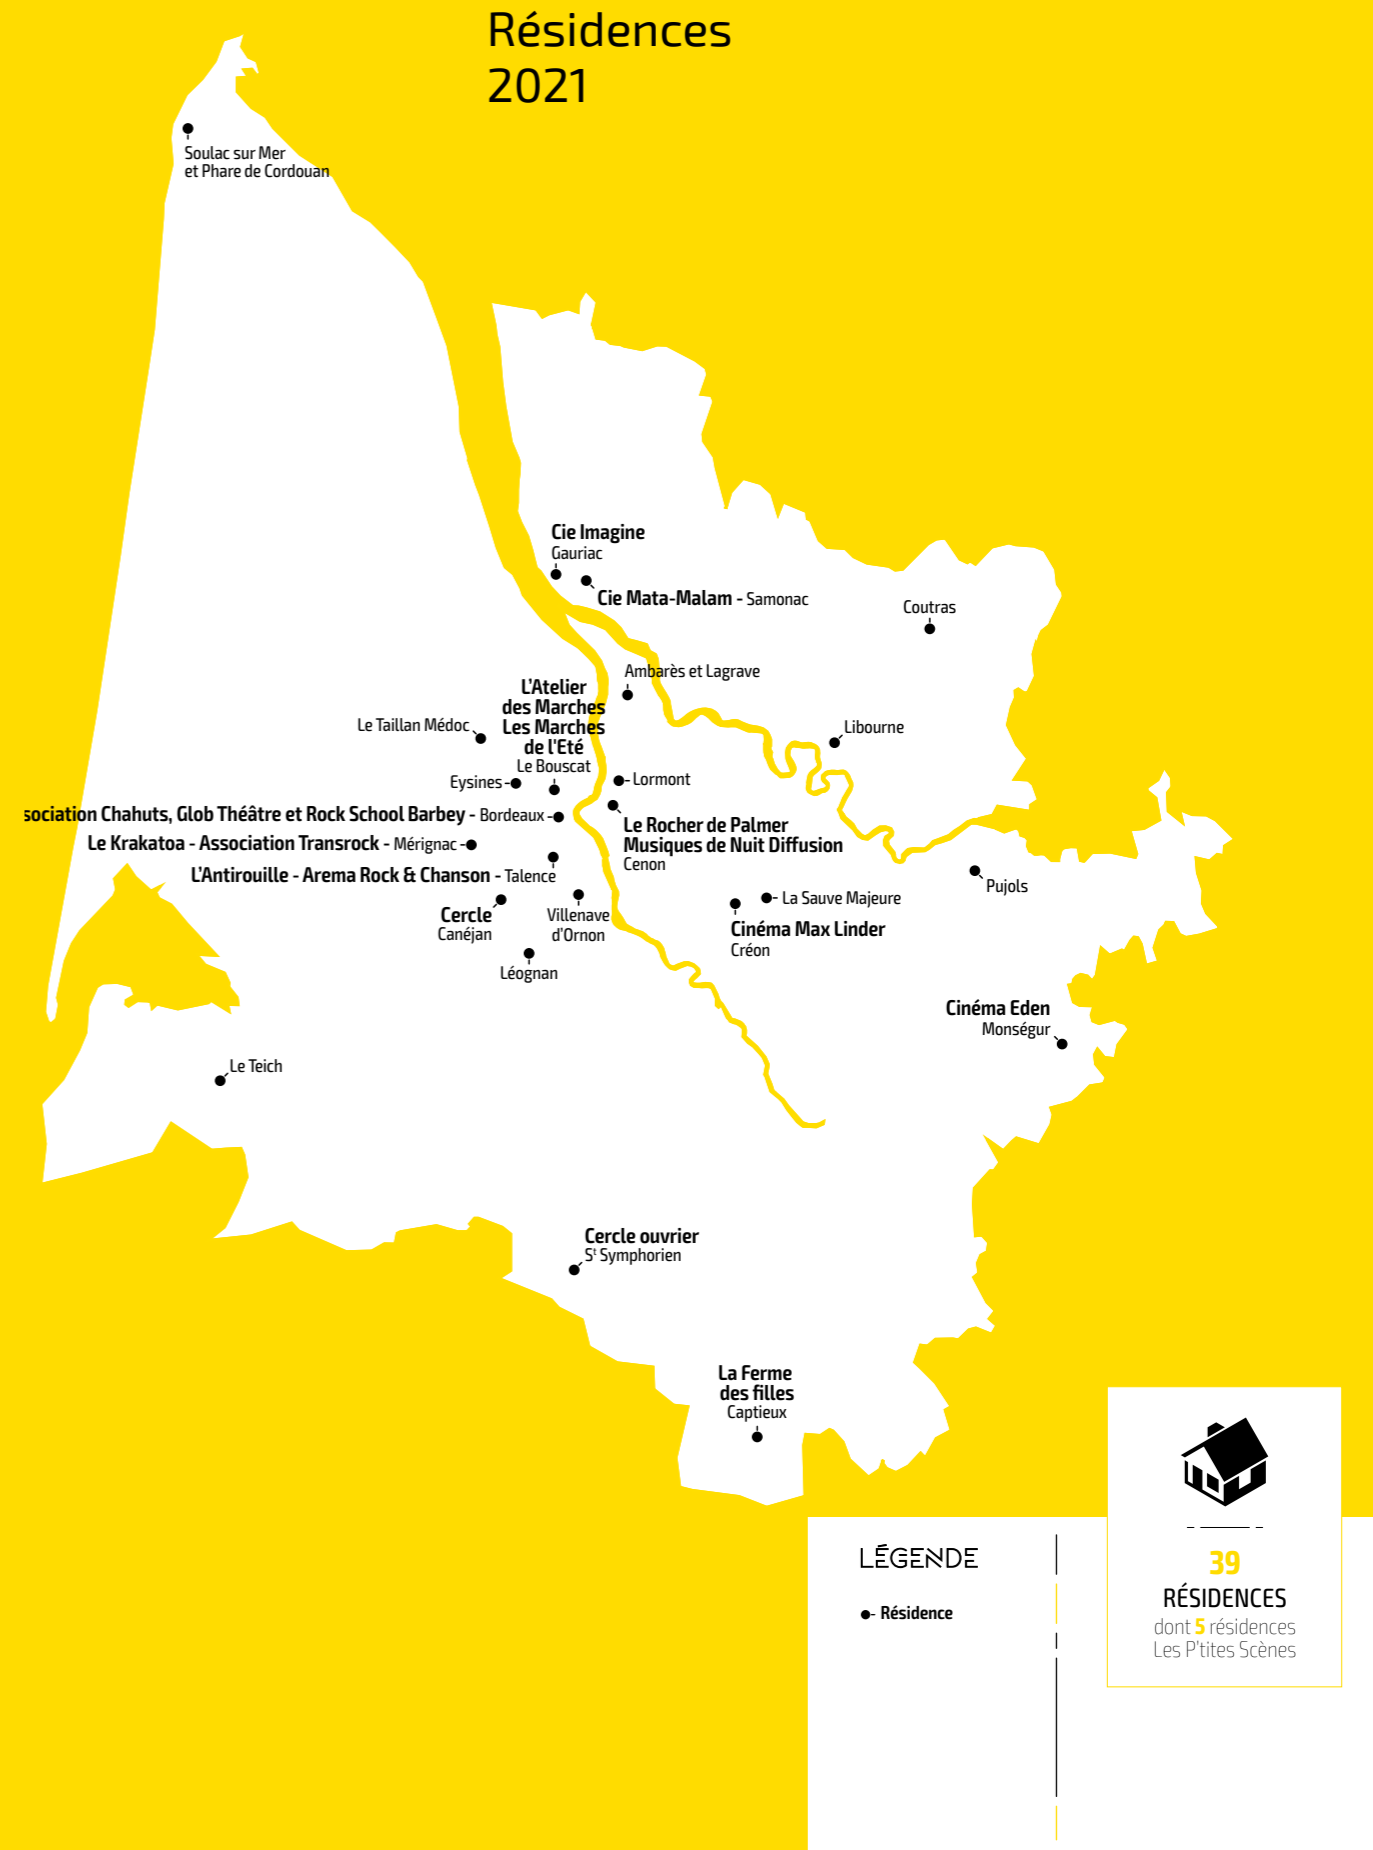 Résidences
2021
Soulac sur Mer
et Phare de Cordouan
Cie Imagine
Gauriac
Cie Mata-Malam - Samonac
Coutras
Ambarès et Lagrave
L'Atelier
des Marches
Les Marches
de l'Eté
Le Bouscat
Le Taillan Médoc
Libourne
Eysines
Lormont
sociation Chahuts, Glob Théâtre et Rock School Barbey - Bordeaux
Le Rocher de Palmer
Musiques de Nuit Diffusion
Cenon
Le Krakatoa - Association Transrock - Mérignac
L'Antirouille - Arema Rock & Chanson - Talence
Pujols
La Sauve Majeure
Cercle
Canéjan
Villenave
d'Ornon
Cinéma Max Linder
Créon
Léognan
Cinéma Eden
Monségur
Le Teich
Cercle ouvrier
St Symphorien
La Ferme
des filles
Captieux
LÉGENDE
Résidence
39
RÉSIDENCES
dont 5 résidences
Les P'tites Scènes